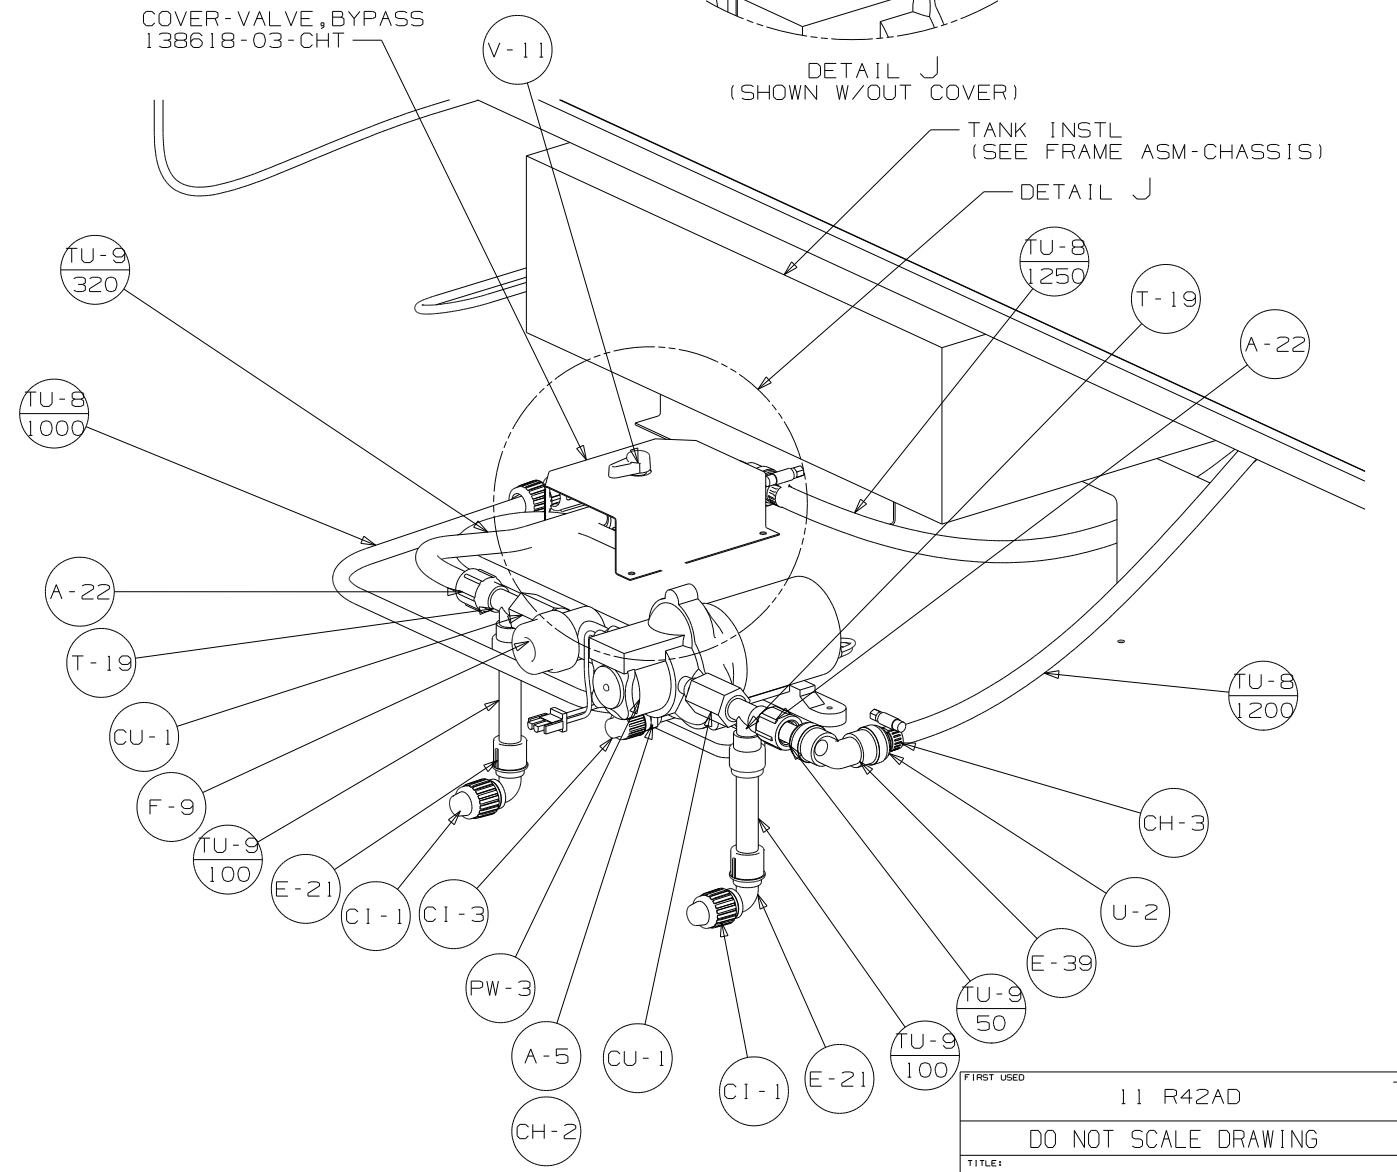 COVER-VALVE,BYPASS
138618-03-CHT
V-11
DETAIL J
(SHOWN W/OUT COVER)
TANK INSTL
(SEE FRAME ASM-CHASSIS)
DETAIL J
TU-9
320
TU-8
1250
T-19
A-22
TU-8
1000
A-22
T-19
TU-8
1200
CU-1
F-9
CH-3
TU-9
100
E-21
CI-1
CI-3
U-2
E-39
PW-3
TU-9
50
A-5
CU-1
TU-9
100
CI-1
E-21
CH-2
FIRST USED
11 R42AD
DO NOT SCALE DRAWING
TITLE: